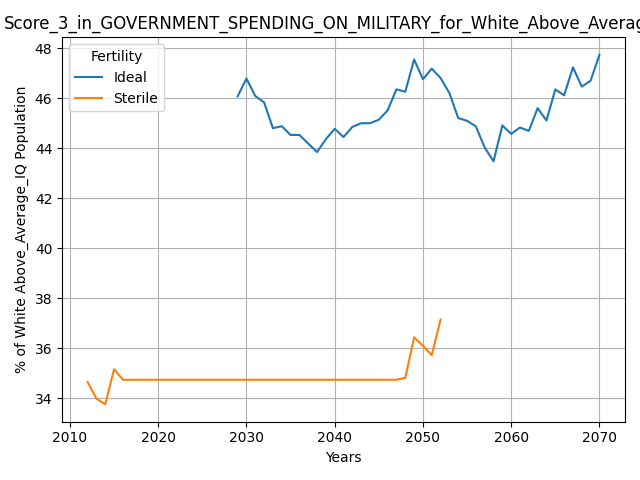 Score_3_in_GOVERNMENT_SPENDING_ON_MILITARY_for_White_Above_Averag
Fertility
Ideal
Sterile
% of White Above_Average_IQ Population
48
46
44
42
40
38
36
34
2010 2020 2030 2040 2050 2060 2070
Years